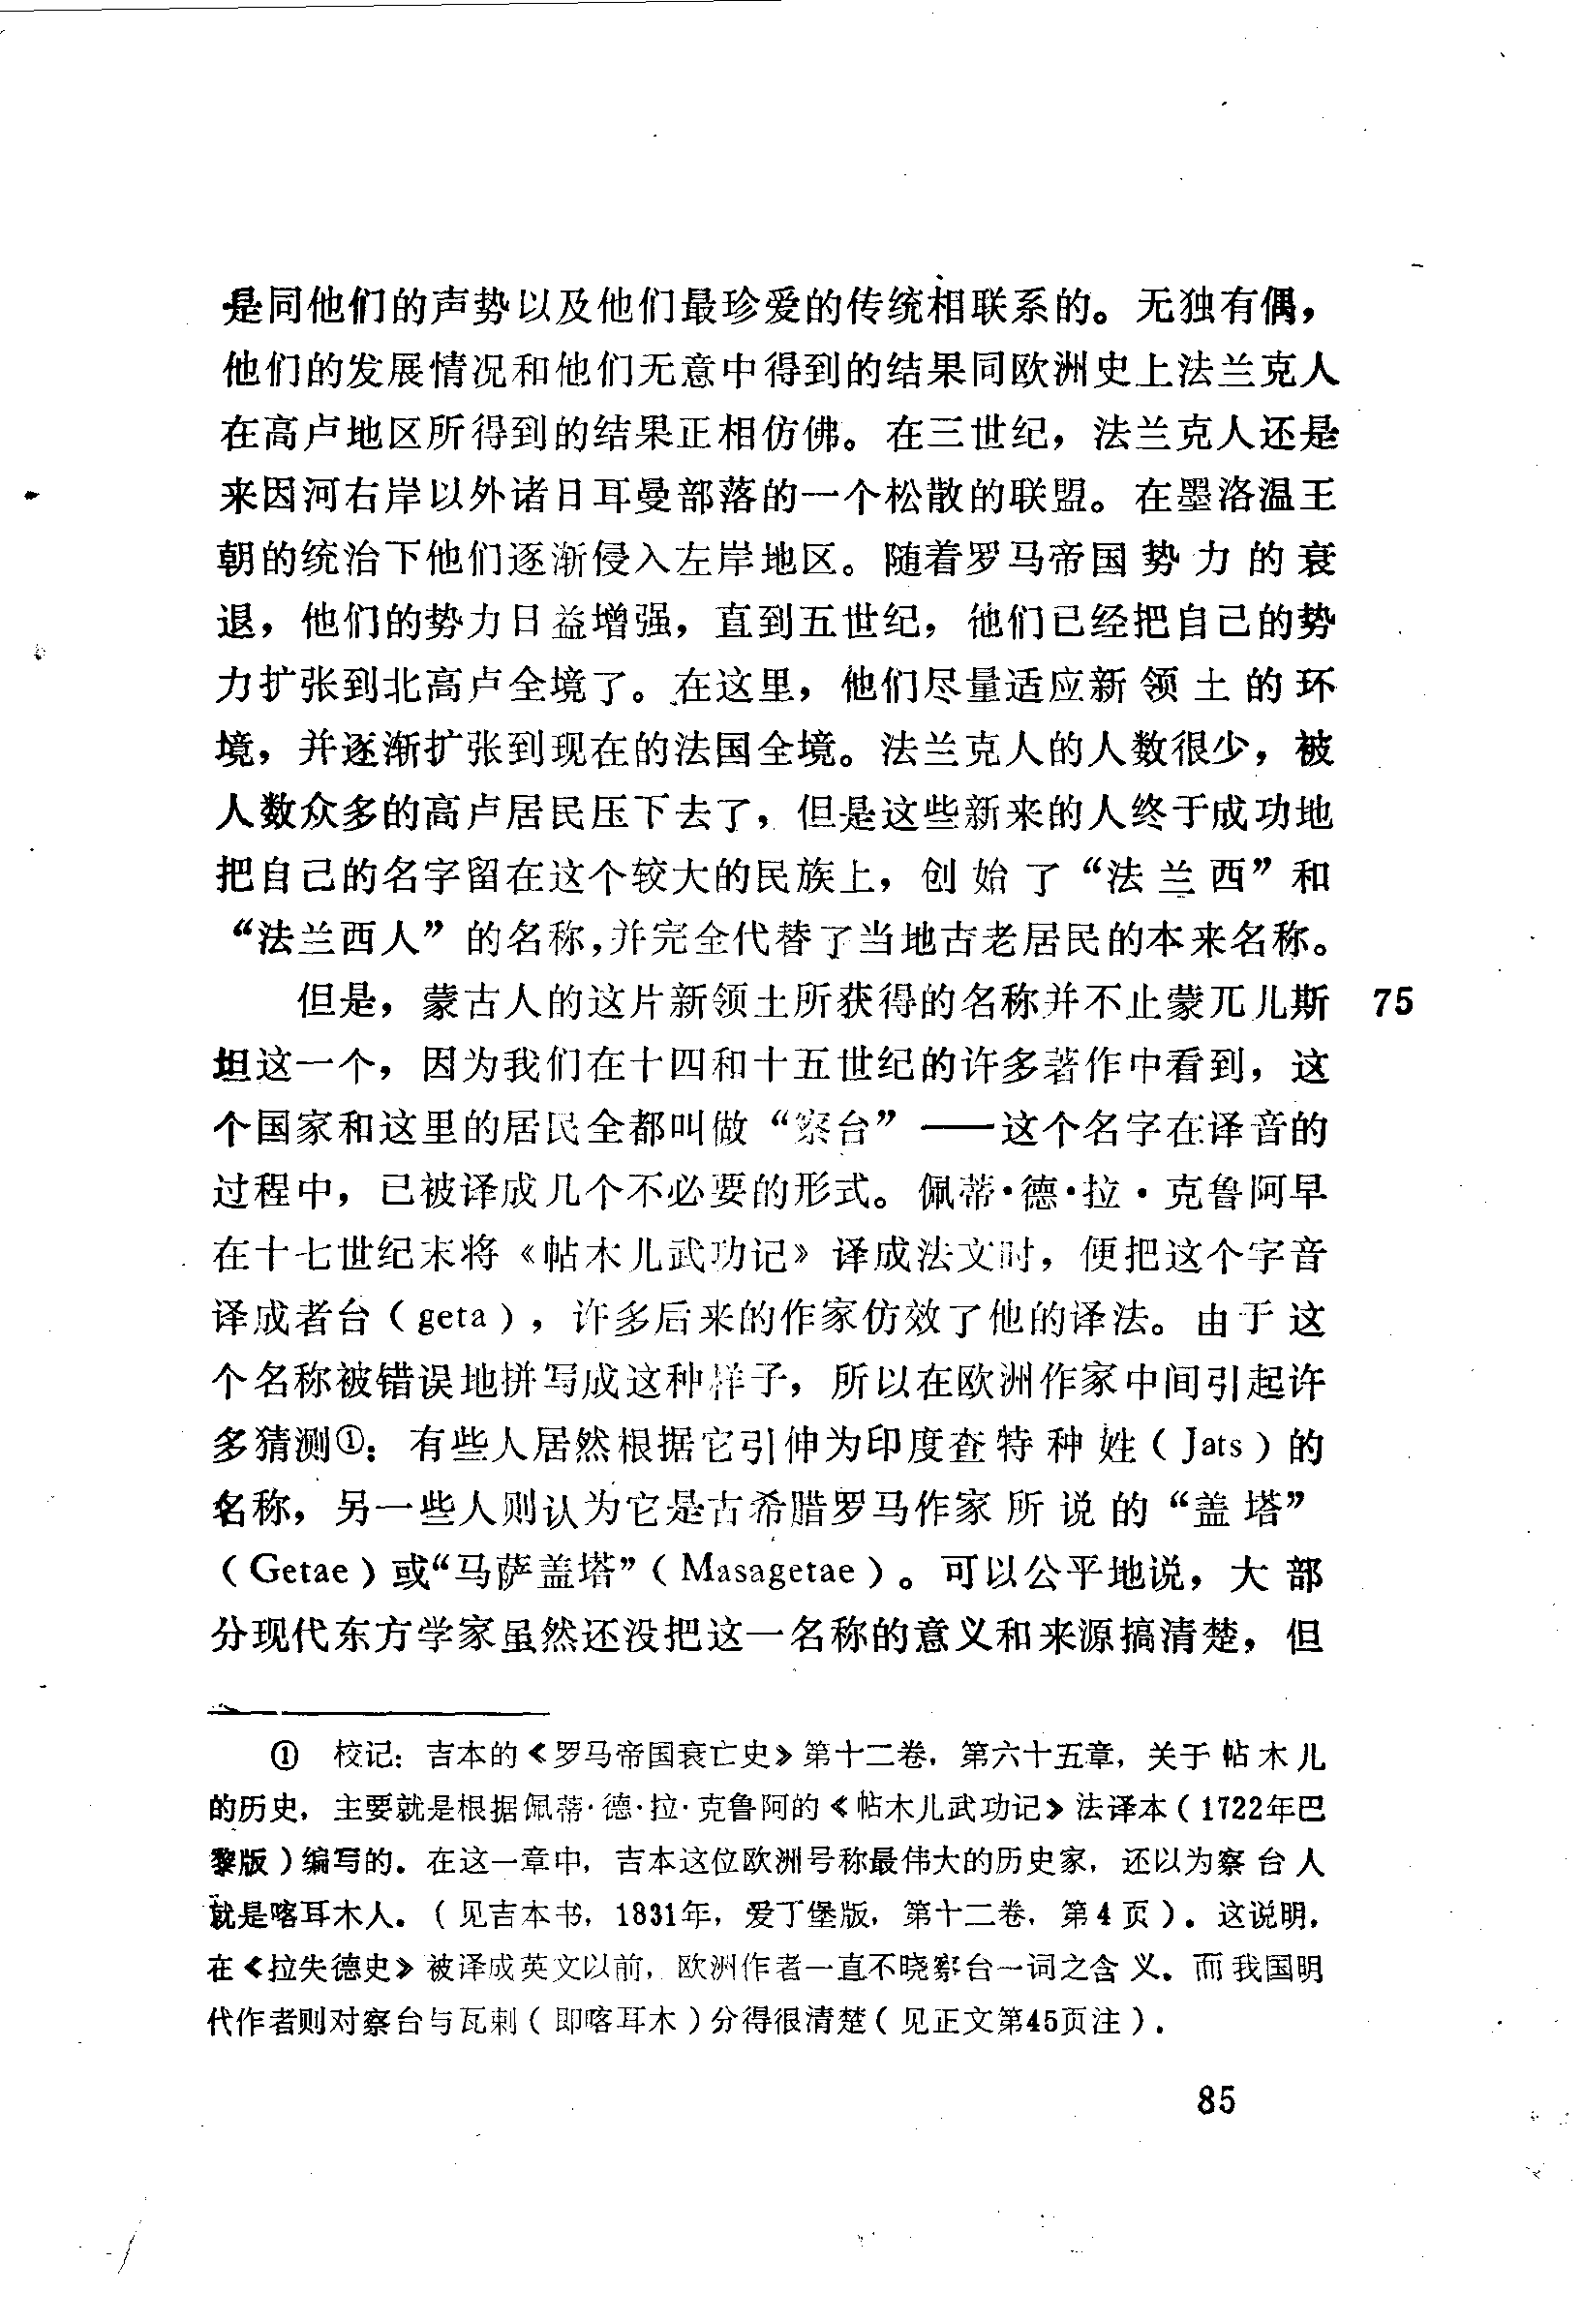 是同他们的声势以及他们最珍爱的传统相联系的。无独有偶，
他们的发展情况和他们无意中得到的结果同欧洲史上法兰克人
在高卢地区所得到的结果正相仿佛。在三世纪，法兰克人还是
来因河右岸以外诸日耳曼部落的一个松散的联盟。在墨洛温王
朝的统治下他们逐渐侵入左岸地区。随着罗马帝国势力的衰
退，他们的势力日益增强，直到五世纪，他们已经把自己的势
力扩张到北高卢全境了。在这里，他们尽量适应新领土的环
境，并逐渐扩张到现在的法国全境。法兰克人的人数很少，被
人数众多的高卢居民压下去了，但是这些新来的人终于成功地
把自己的名字留在这个较大的民族上，创始了“法兰西”和
“法兰西人”的名称，并完全代替了当地古老居民的本来名称。
但是，蒙古人的这片新领土所获得的名称并不止蒙兀儿斯 75
坦这一个，因为我们在十四和十五世纪的许多著作中看到，这
个国家和这里的居民全都叫做“察台”——这个名字在译音的
过程中，已被译成几个不必要的形式。佩蒂·德·拉·克鲁阿早
在十七世纪末将《帖木儿武功记》译成法文时，便把这个字音
译成者台（geta），许多后来的作家仿效了他的译法。由于这
个名称被错误地拼写成这种样子，所以在欧洲作家中间引起许
多猜测①：有些人居然根据它引伸为印度查特种姓（Jats）的
名称，另一些人则认为它是古希腊罗马作家所说的“盖塔”
（Getae）或“马萨盖塔”（Masagetae）。可以公平地说，大部
分现代东方学家虽然还没把这一名称的意义和来源搞清楚，但
① 校记：吉本的《罗马帝国衰亡史》第十二卷，第六十五章，关于帖木儿
的历史，主要就是根据佩蒂·德·拉·克鲁阿的《帖木儿武功记》法译本（1722年巴
黎版）编写的。在这一章中，吉本这位欧洲号称最伟大的历史家，还以为察台人
就是喀耳木人。（见吉本书，1831年，爱丁堡版，第十二卷，第4页）。这说明，
在《拉失德史》被译成英文以前，欧洲作者一直不晓察台一词之含义。而我国明
代作者则对察台与瓦剌（即喀耳木）分得很清楚（见正文第45页注）。
85